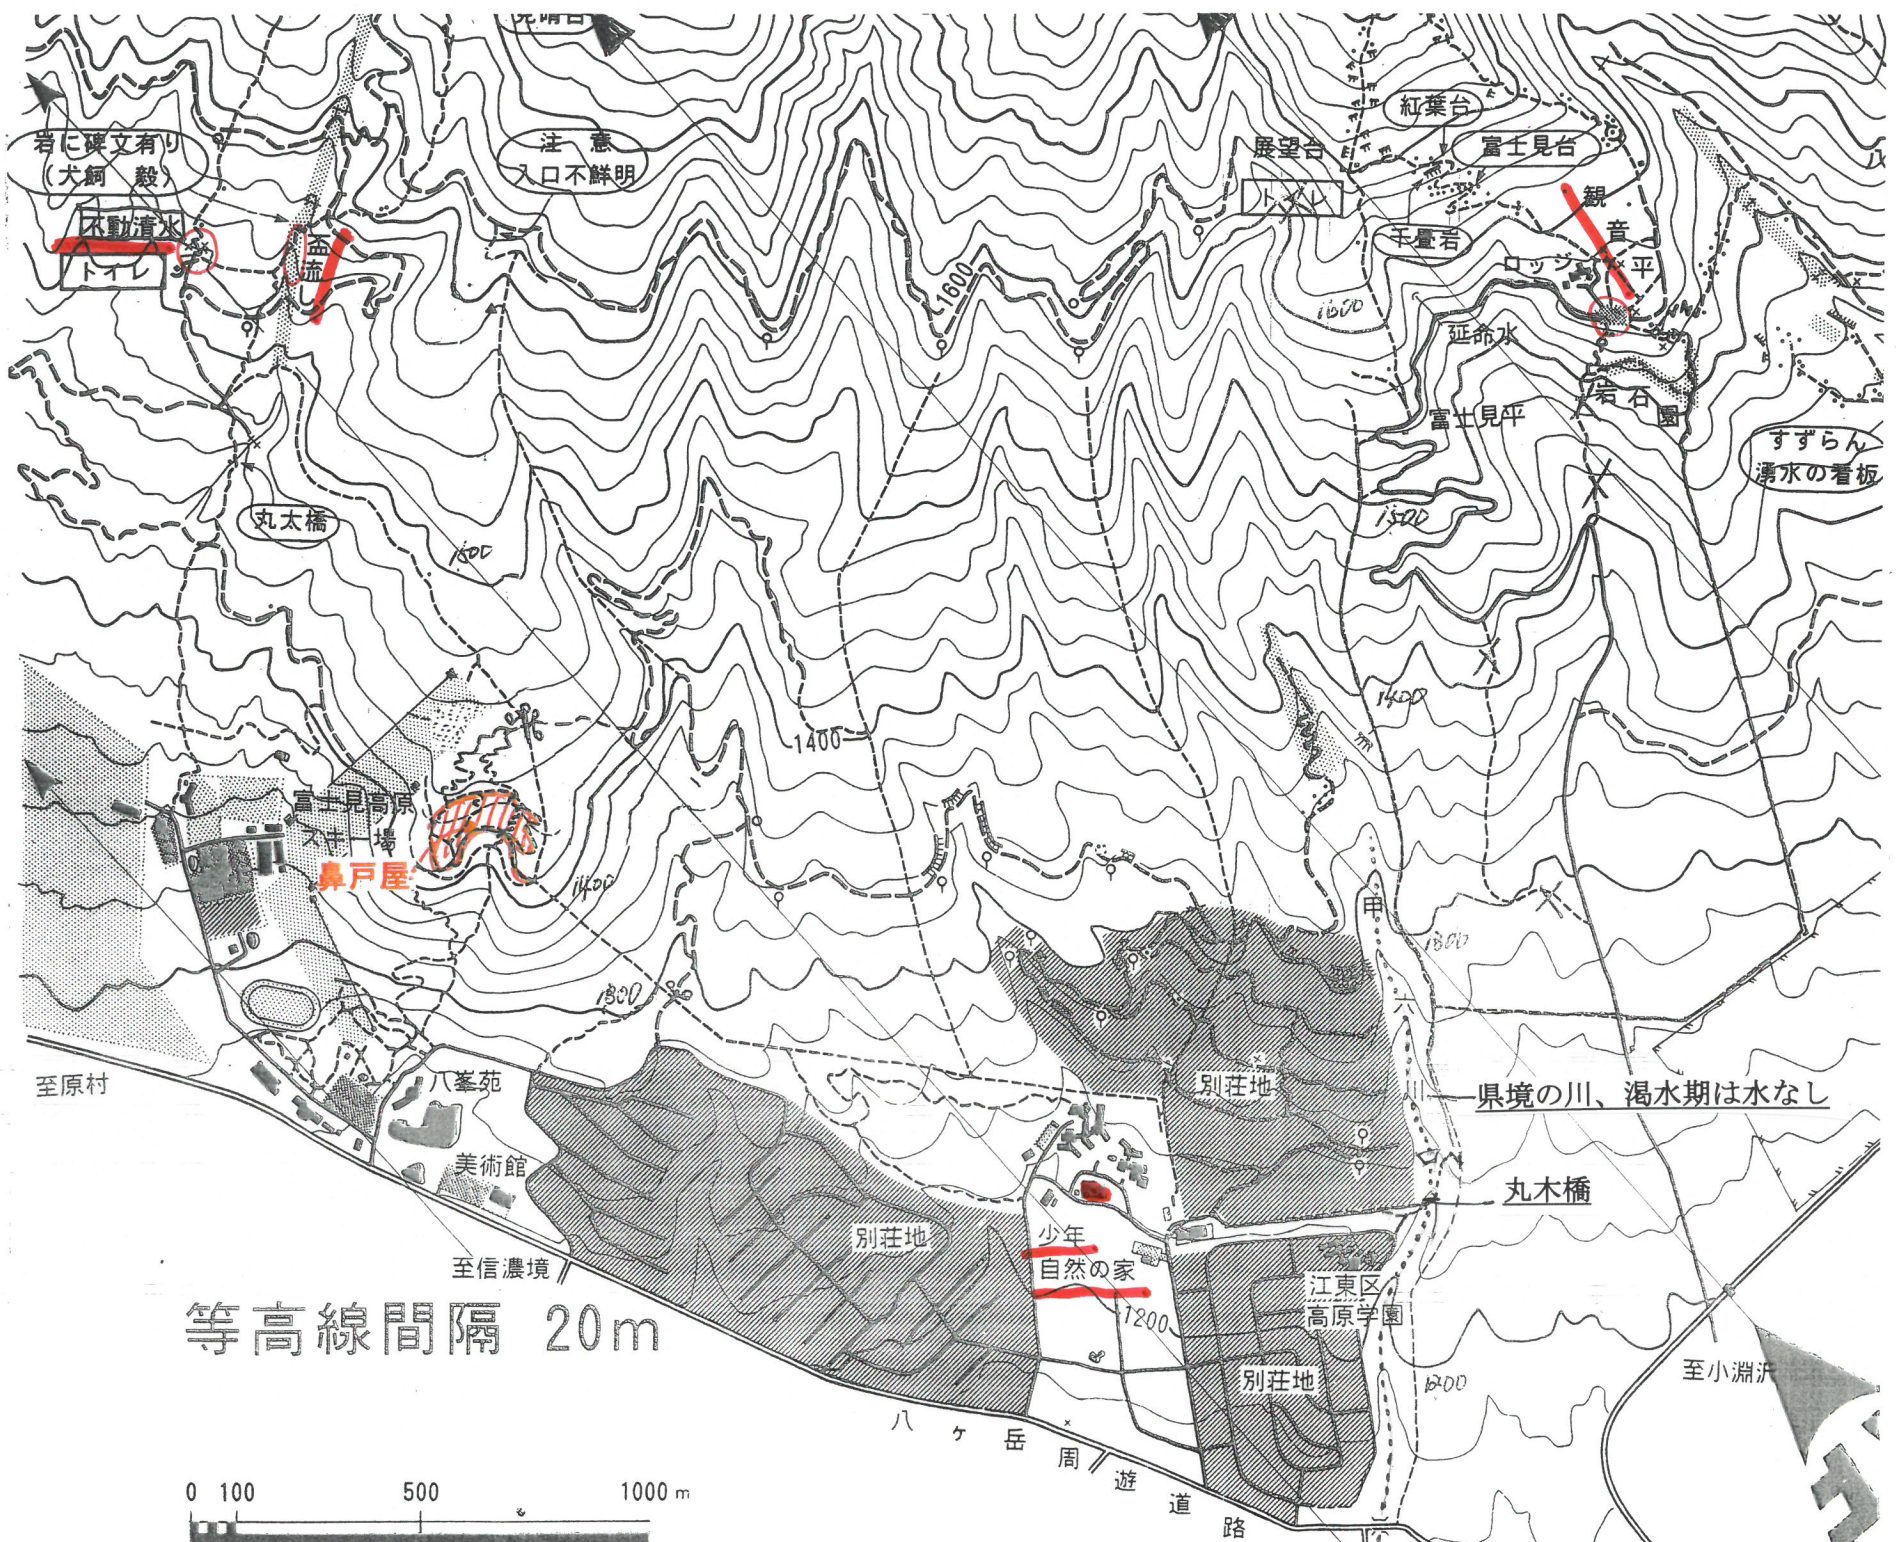 見晴台
岩に碑文有り
(犬飼 毅)
不動清水
トイレ
盃流
注 意
入口不鮮明
展望台
トイレ
紅葉台
富士見台
千畳岩
観音平
ロッジ
延命水
岩石園
富士見平
すずらん
湧水の看板
丸太橋
1600
1600
1500
1500
1400
1400
1400
富士見高原
スキー場
鼻戸屋
1300
1300
甲
六
川
至原村
八峯苑
美術館
至信濃境
別荘地
別荘地
県境の川、渇水期は水なし
丸木橋
少年
自然の家
江東区
高原学園
1200
1200
別荘地
至小淵沢
八ヶ岳周遊道路
等高線間隔 20m
0 100 500 1000 m